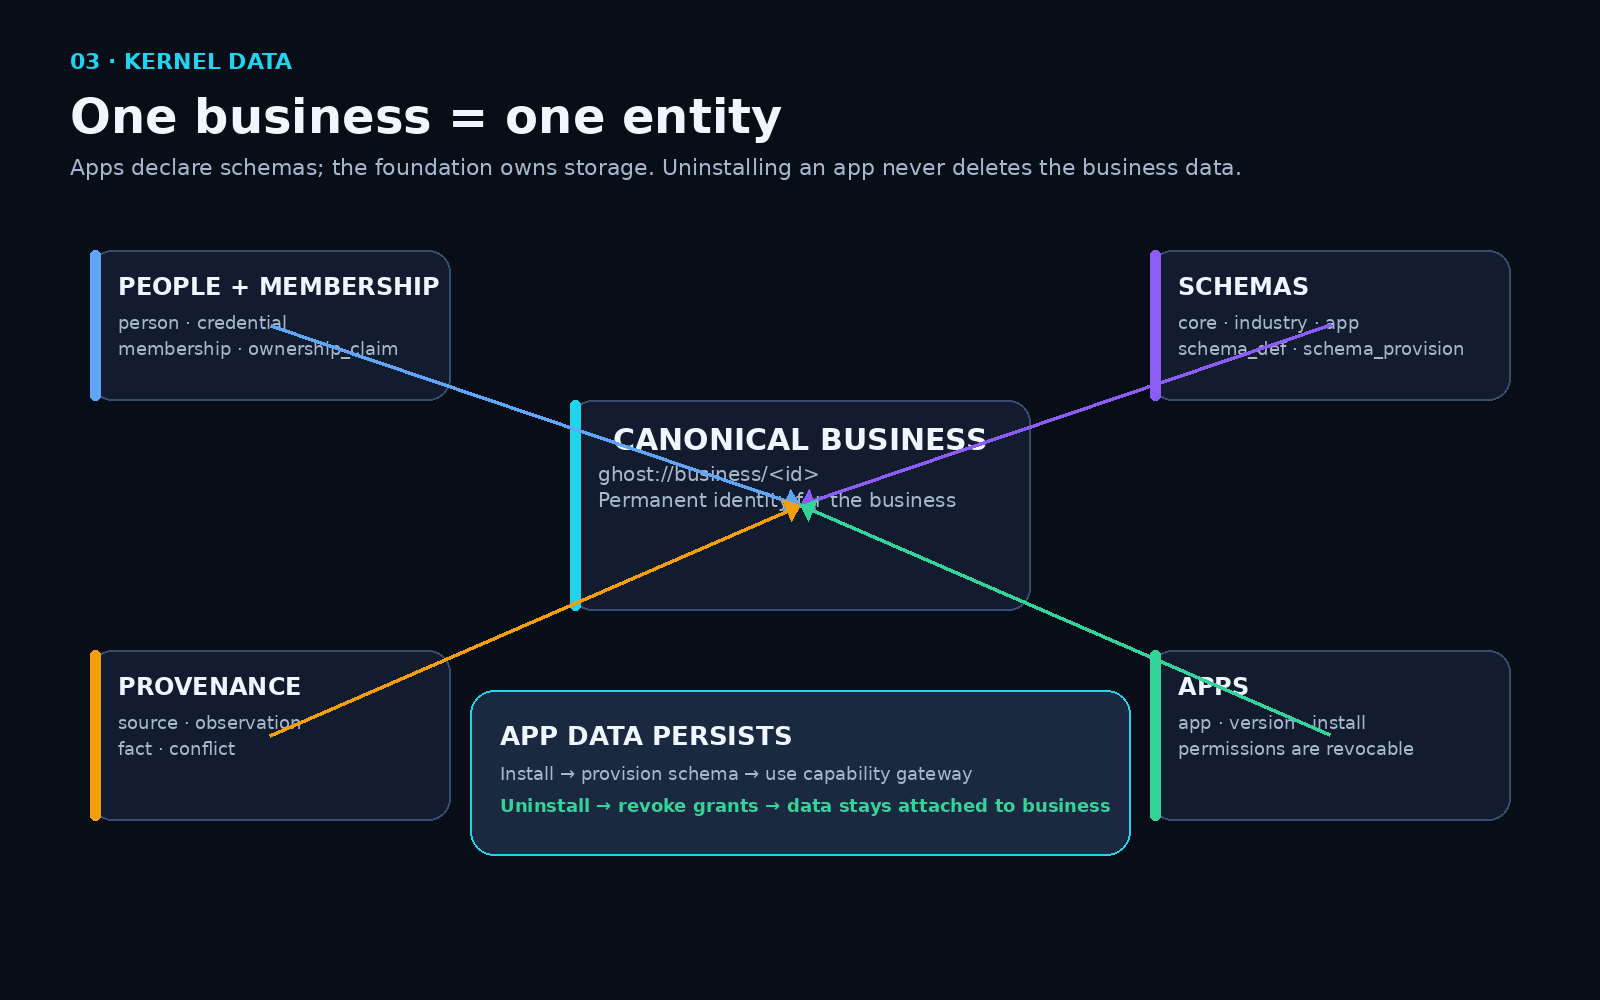 03 · KERNEL DATA
One business = one entity
Apps declare schemas; the foundation owns storage. Uninstalling an app never deletes the business data.
PEOPLE + MEMBERSHIP
person · credential
membership · ownership_claim
SCHEMAS
core · industry · app
schema_def · schema_provision
CANONICAL BUSINESS
ghost://business/<id>
Permanent identity for the business
PROVENANCE
source · observation
fact · conflict
APP DATA PERSISTS
Install → provision schema → use capability gateway
Uninstall → revoke grants → data stays attached to business
APPS
app · version · install
permissions are revocable